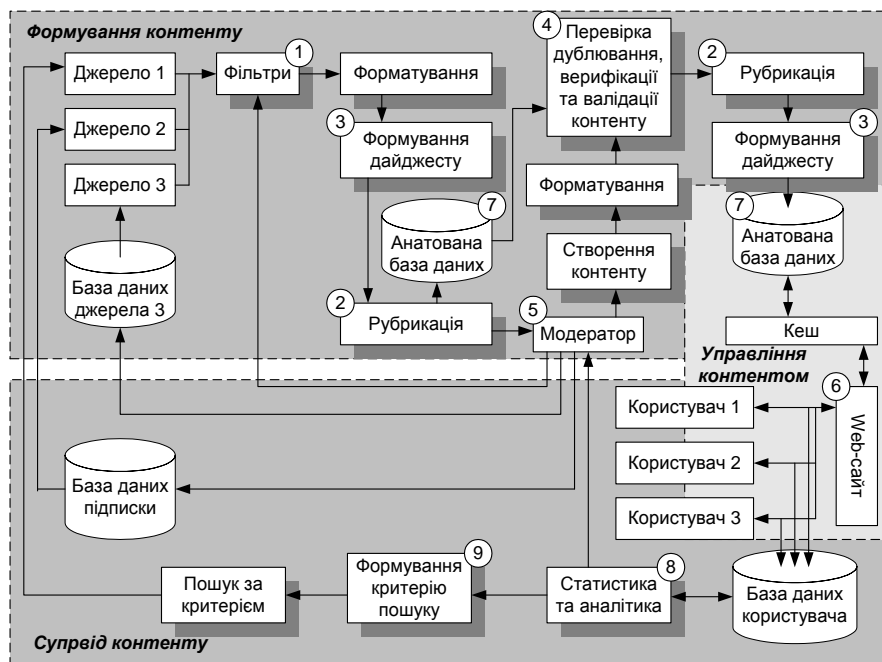 Формування контенту
Джерело 1
Джерело 2
Джерело 3
База даних
джерела 3
1
Фільтри
Форматування
3
Формування
дайджесту
7
Анатована
база даних
2
Рубрикація
4
Перевірка
дублювання,
верифікації
та валідації
контенту
Форматування
Створення
контенту
5
Модератор
2
Рубрикація
3
Формування
дайджесту
7
Анатована
база даних
Кеш
Управління
контентом
6
Web-сайт
Користувач 1
Користувач 2
Користувач 3
База даних
підписки
Пошук за
критерієм
9
Формування
критерію
пошуку
8
Статистика
та аналітика
База даних
користувача
Супрвід контенту